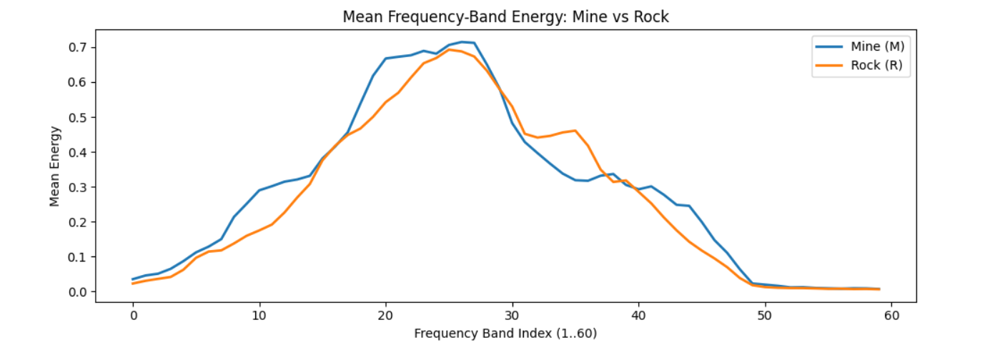 Mean Frequency-Band Energy: Mine vs Rock
Mine (M)
Rock (R)
Mean Energy
0.7
0.6
0.5
0.4
0.3
0.2
0.1
0.0
0 10 20 30 40 50 60
Frequency Band Index (1..60)